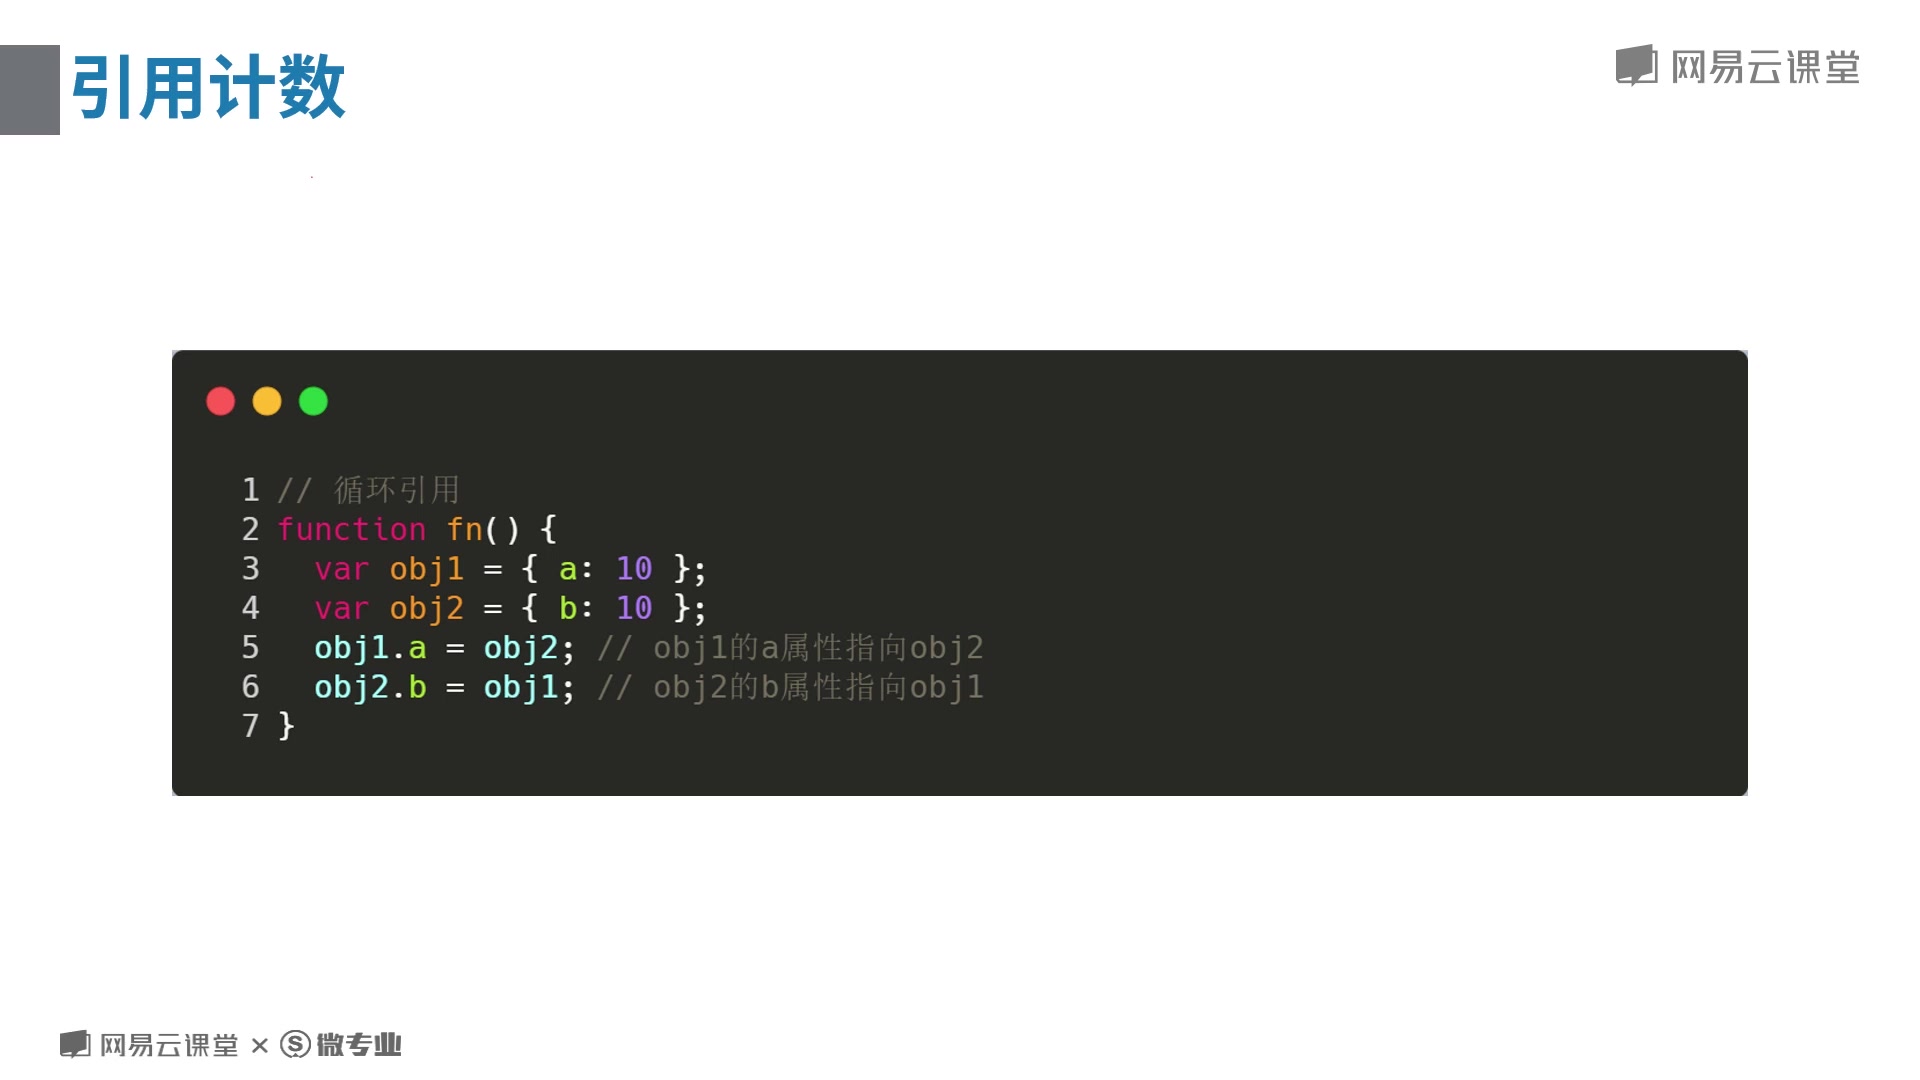 引用计数
网易云课堂
1 // 循环引用
2 function fn() {
3   var obj1 = { a: 10 };
4   var obj2 = { b: 10 };
5   obj1.a = obj2; // obj1的a属性指向obj2
6   obj2.b = obj1; // obj2的b属性指向obj1
7 }
网易云课堂 × Ⓢ微专业